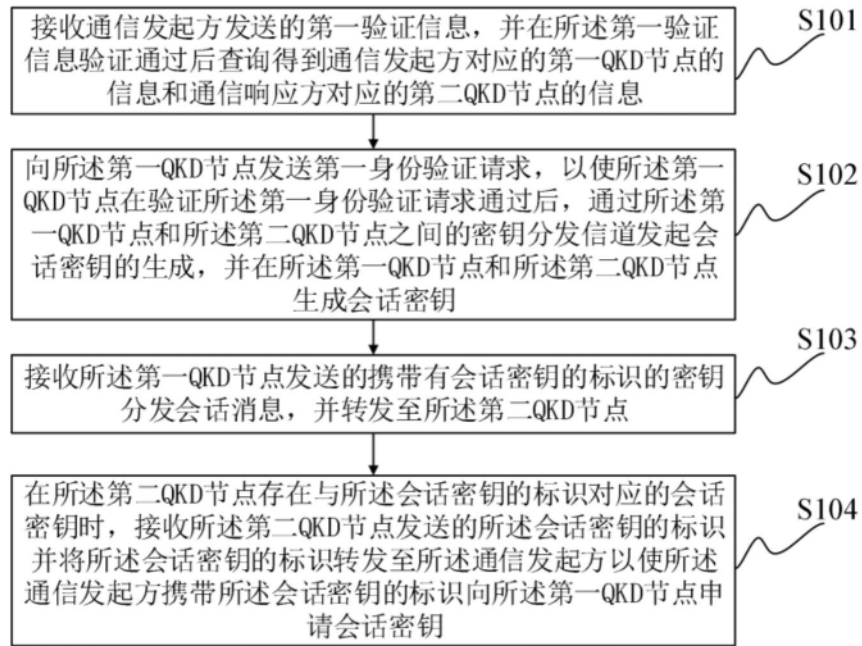 接收通信发起方发送的第一验证信息，并在所述第一验证
信息验证通过后查询得到通信发起方对应的第一QKD节点的
信息和通信响应方对应的第二QKD节点的信息
S101
向所述第一QKD节点发送第一身份验证请求，以使所述第一
QKD节点在验证所述第一身份验证请求通过后，通过所述第
一QKD节点和所述第二QKD节点之间的密钥分发信道发起会
话密钥的生成，并在所述第一QKD节点和所述第二QKD节点
生成会话密钥
S102
接收所述第一QKD节点发送的携带有会话密钥的标识的密钥
分发会话消息，并转发至所述第二QKD节点
S103
在所述第二QKD节点存在与所述会话密钥的标识对应的会话
密钥时，接收所述第二QKD节点发送的所述会话密钥的标识
并将所述会话密钥的标识转发至所述通信发起方以使所述
通信发起方携带所述会话密钥的标识向所述第一QKD节点申
请会话密钥
S104